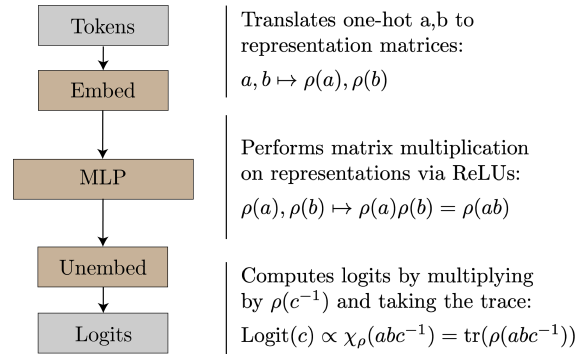 Tokens
Translates one-hot a,b to
representation matrices:
a, b ↦ ρ(a), ρ(b)
Embed
Performs matrix multiplication
on representations via ReLUs:
ρ(a), ρ(b) ↦ ρ(a)ρ(b) = ρ(ab)
MLP
Unembed
Computes logits by multiplying
by ρ(c⁻¹) and taking the trace:
Logit(c) ∝ χ_ρ(abc⁻¹) = tr(ρ(abc⁻¹))
Logits